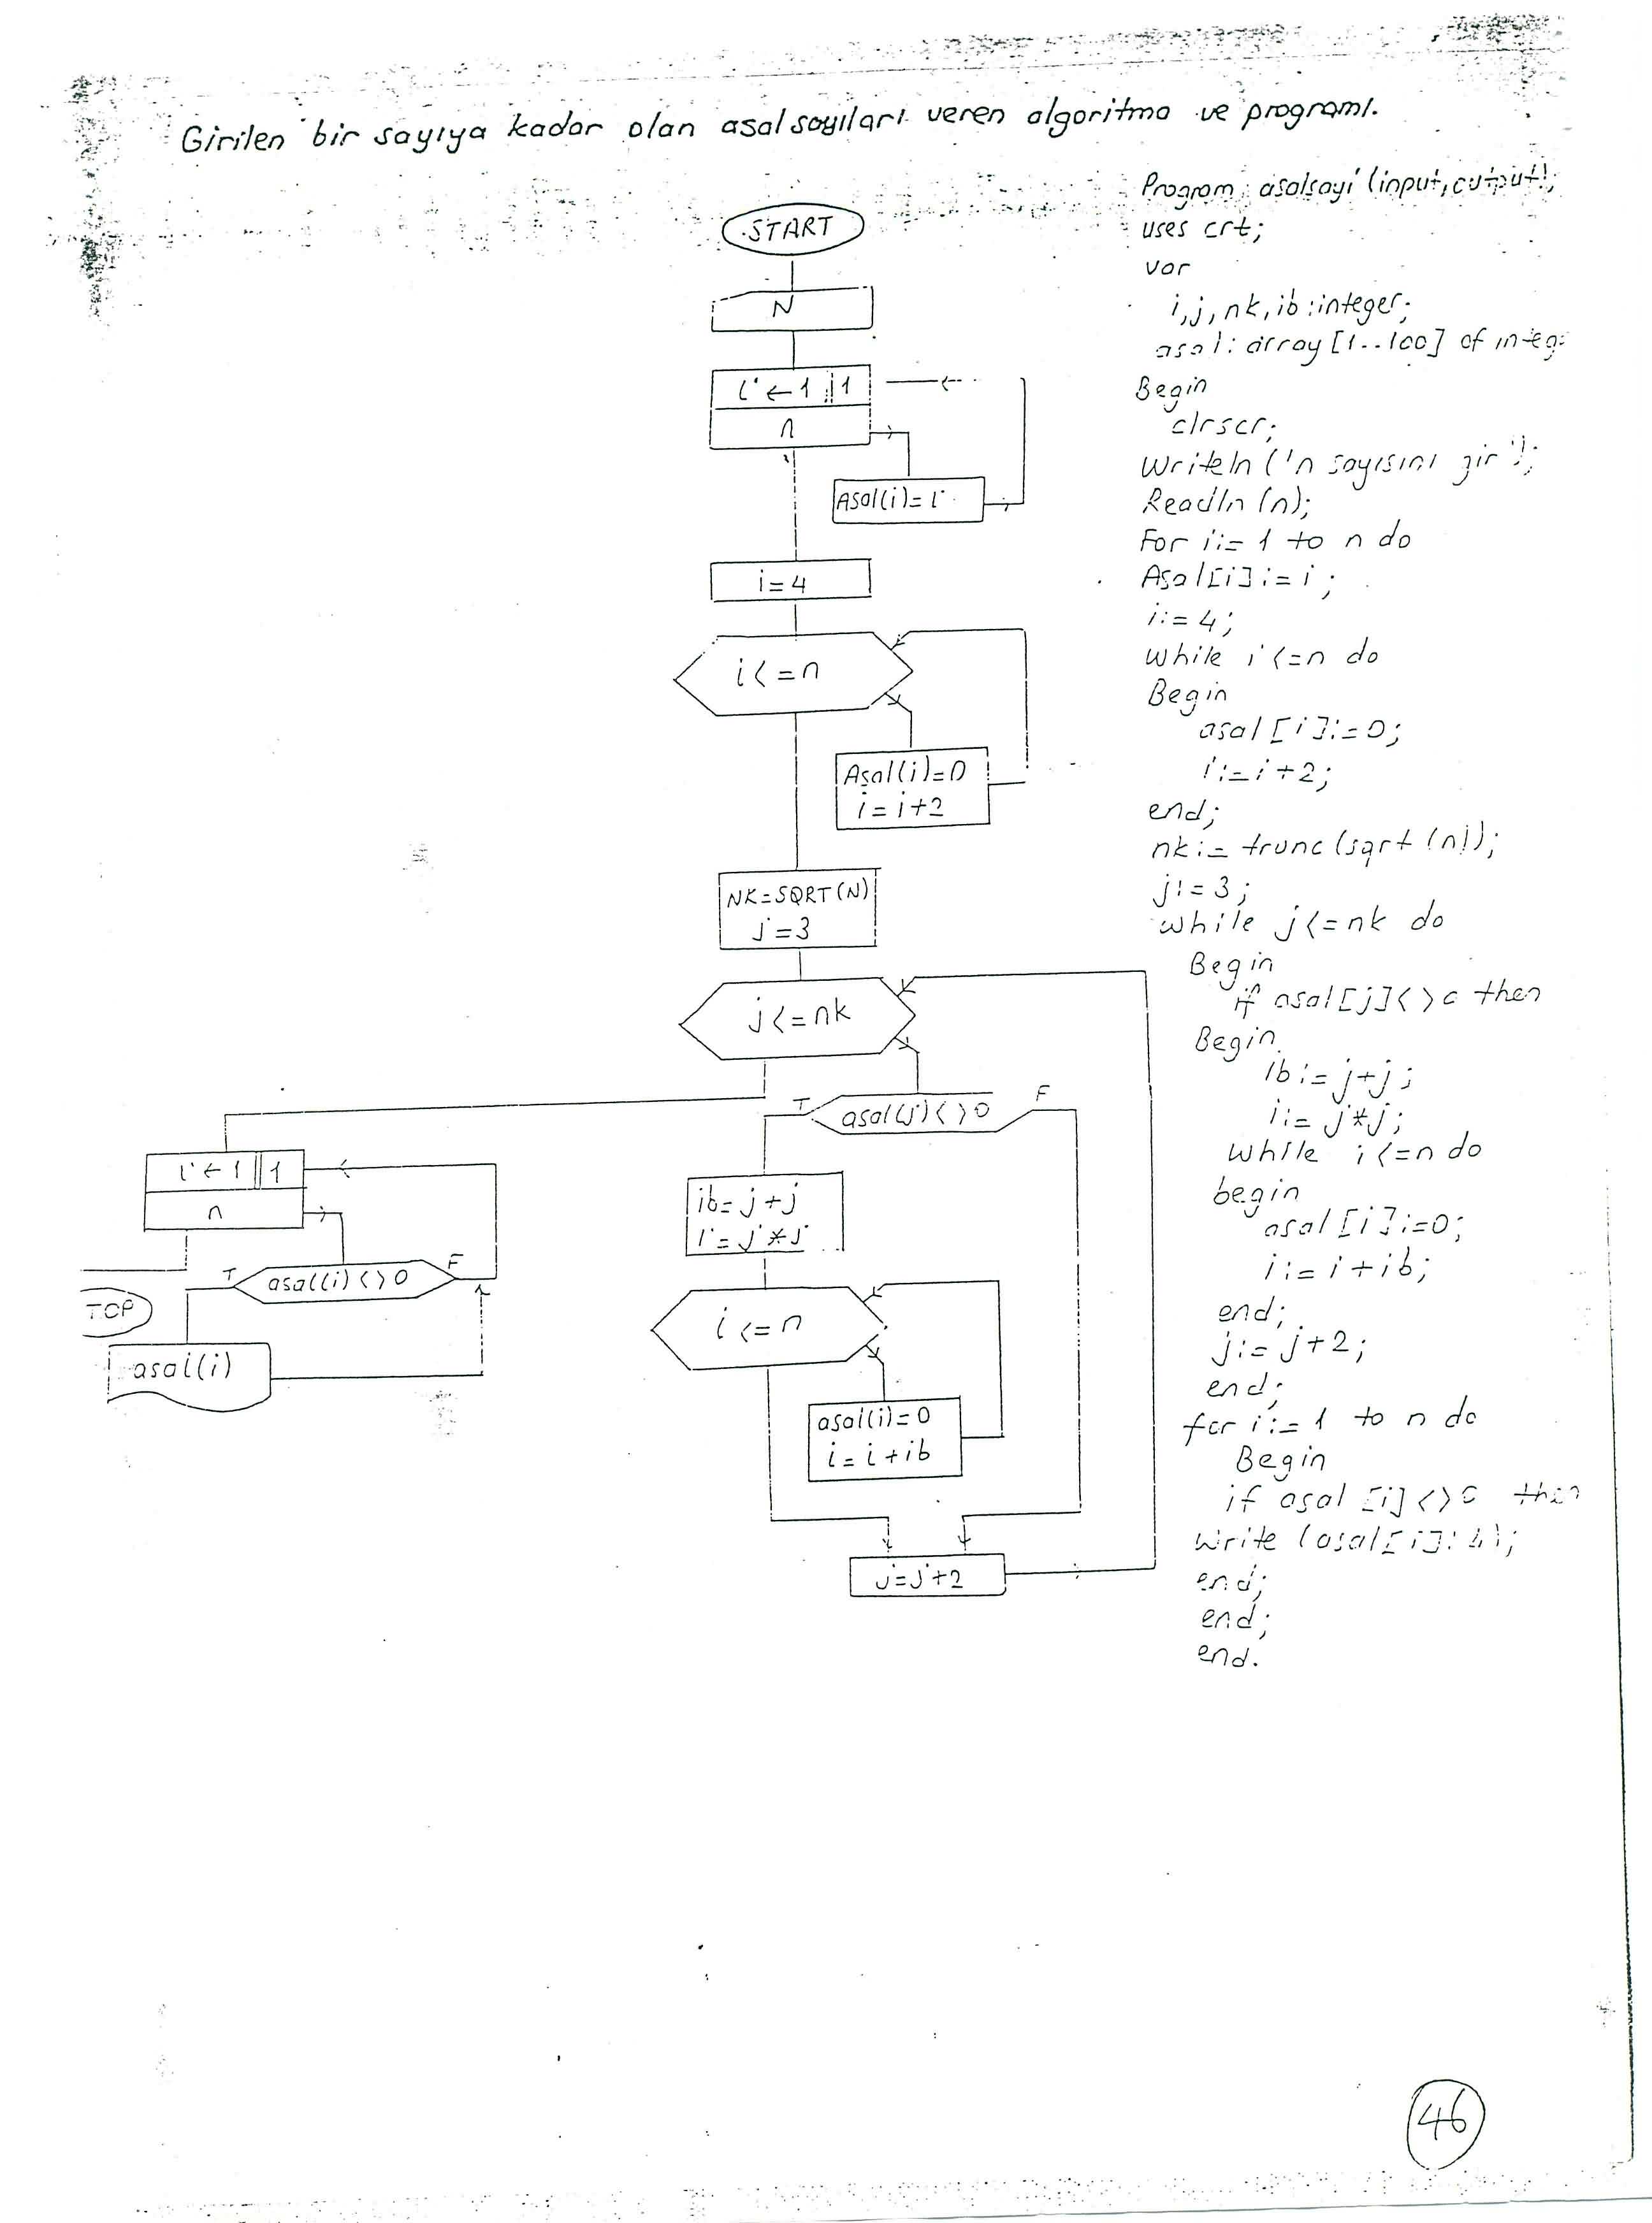 Girilen bir sayıya kadar olan asal sayıları veren algoritma ve programı.
START
N
i ← 1 || 1
n
Asal(i)=i
i=4
i<=n
Asal(i)=0
i=i+2
NK=SQRT(N)
j=3
j<=nk
T asal(j)<>0 F
ib=j+j
i=j*j
i<=n
asal(i)=0
i=i+ib
j=j+2
i ← 1 || 1
n
T asal(i)<>0 F
TOP
asal(i)
Program asalsayi (input,output);
uses crt;
var
i,j,nk,ib:integer;
asal: array [1..100] of integ
Begin
clrscr;
Writeln ('n sayısını gir');
Readln (n);
For i:= 1 to n do
Asal[i]:=i;
i:=4;
while i<=n do
Begin
asal[i]:=0;
i:=i+2;
end;
nk:= trunc(sqrt(n));
j:=3;
while j<=nk do
Begin
if asal[j]<>0 then
Begin
ib:=j+j;
i:=j*j;
while i<=n do
begin
asal[i]:=0;
i:=i+ib;
end;
j:=j+2;
end;
for i:=1 to n do
Begin
if asal[i]<>0 then
Write (asal[i]:4);
end;
end;
end.
46